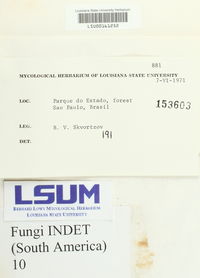 Louisiana State University Herbarium
881
MYCOLOGICAL HERBARIUM OF LOUISIANA STATE UNIVERSITY
7-VI-1971
LOC. Parque do Estado, forest
Sao Paulo, Brasil
153603
LEG. B. V. Skvortzov
191
DET.
LSUM
BERNARD LOWY MYCOLOGICAL HERBARIUM
LOUISIANA STATE UNIVERSITY
Fungi INDET
(South America)
10